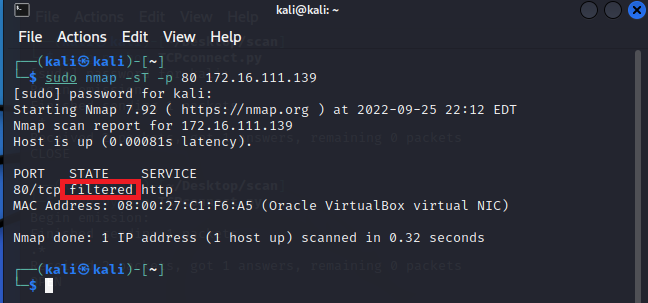 kali@kali: ~
File Actions Edit View Help
┌──(kali㉿kali)-[~]
└─$ sudo nmap -sT -p 80 172.16.111.139
[sudo] password for kali:
Starting Nmap 7.92 ( https://nmap.org ) at 2022-09-25 22:12 EDT
Nmap scan report for 172.16.111.139
Host is up (0.00081s latency).
PORT STATE SERVICE
80/tcp filtered http
MAC Address: 08:00:27:C1:F6:A5 (Oracle VirtualBox virtual NIC)
Nmap done: 1 IP address (1 host up) scanned in 0.32 seconds
┌──(kali㉿kali)-[~]
└─$